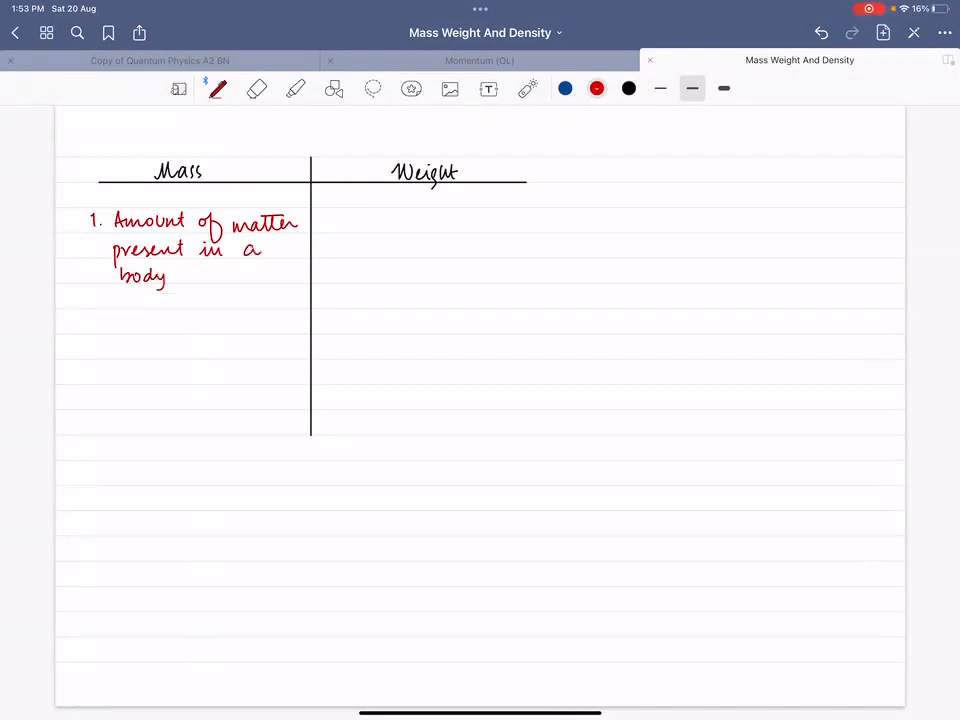 1:53 PM Sat 20 Aug
16%
Mass Weight And Density
Copy of Quantum Physics A2 BN
Momentum (OL)
Mass Weight And Density
T
Mass
Weight
1. Amount of matter
present in a
body